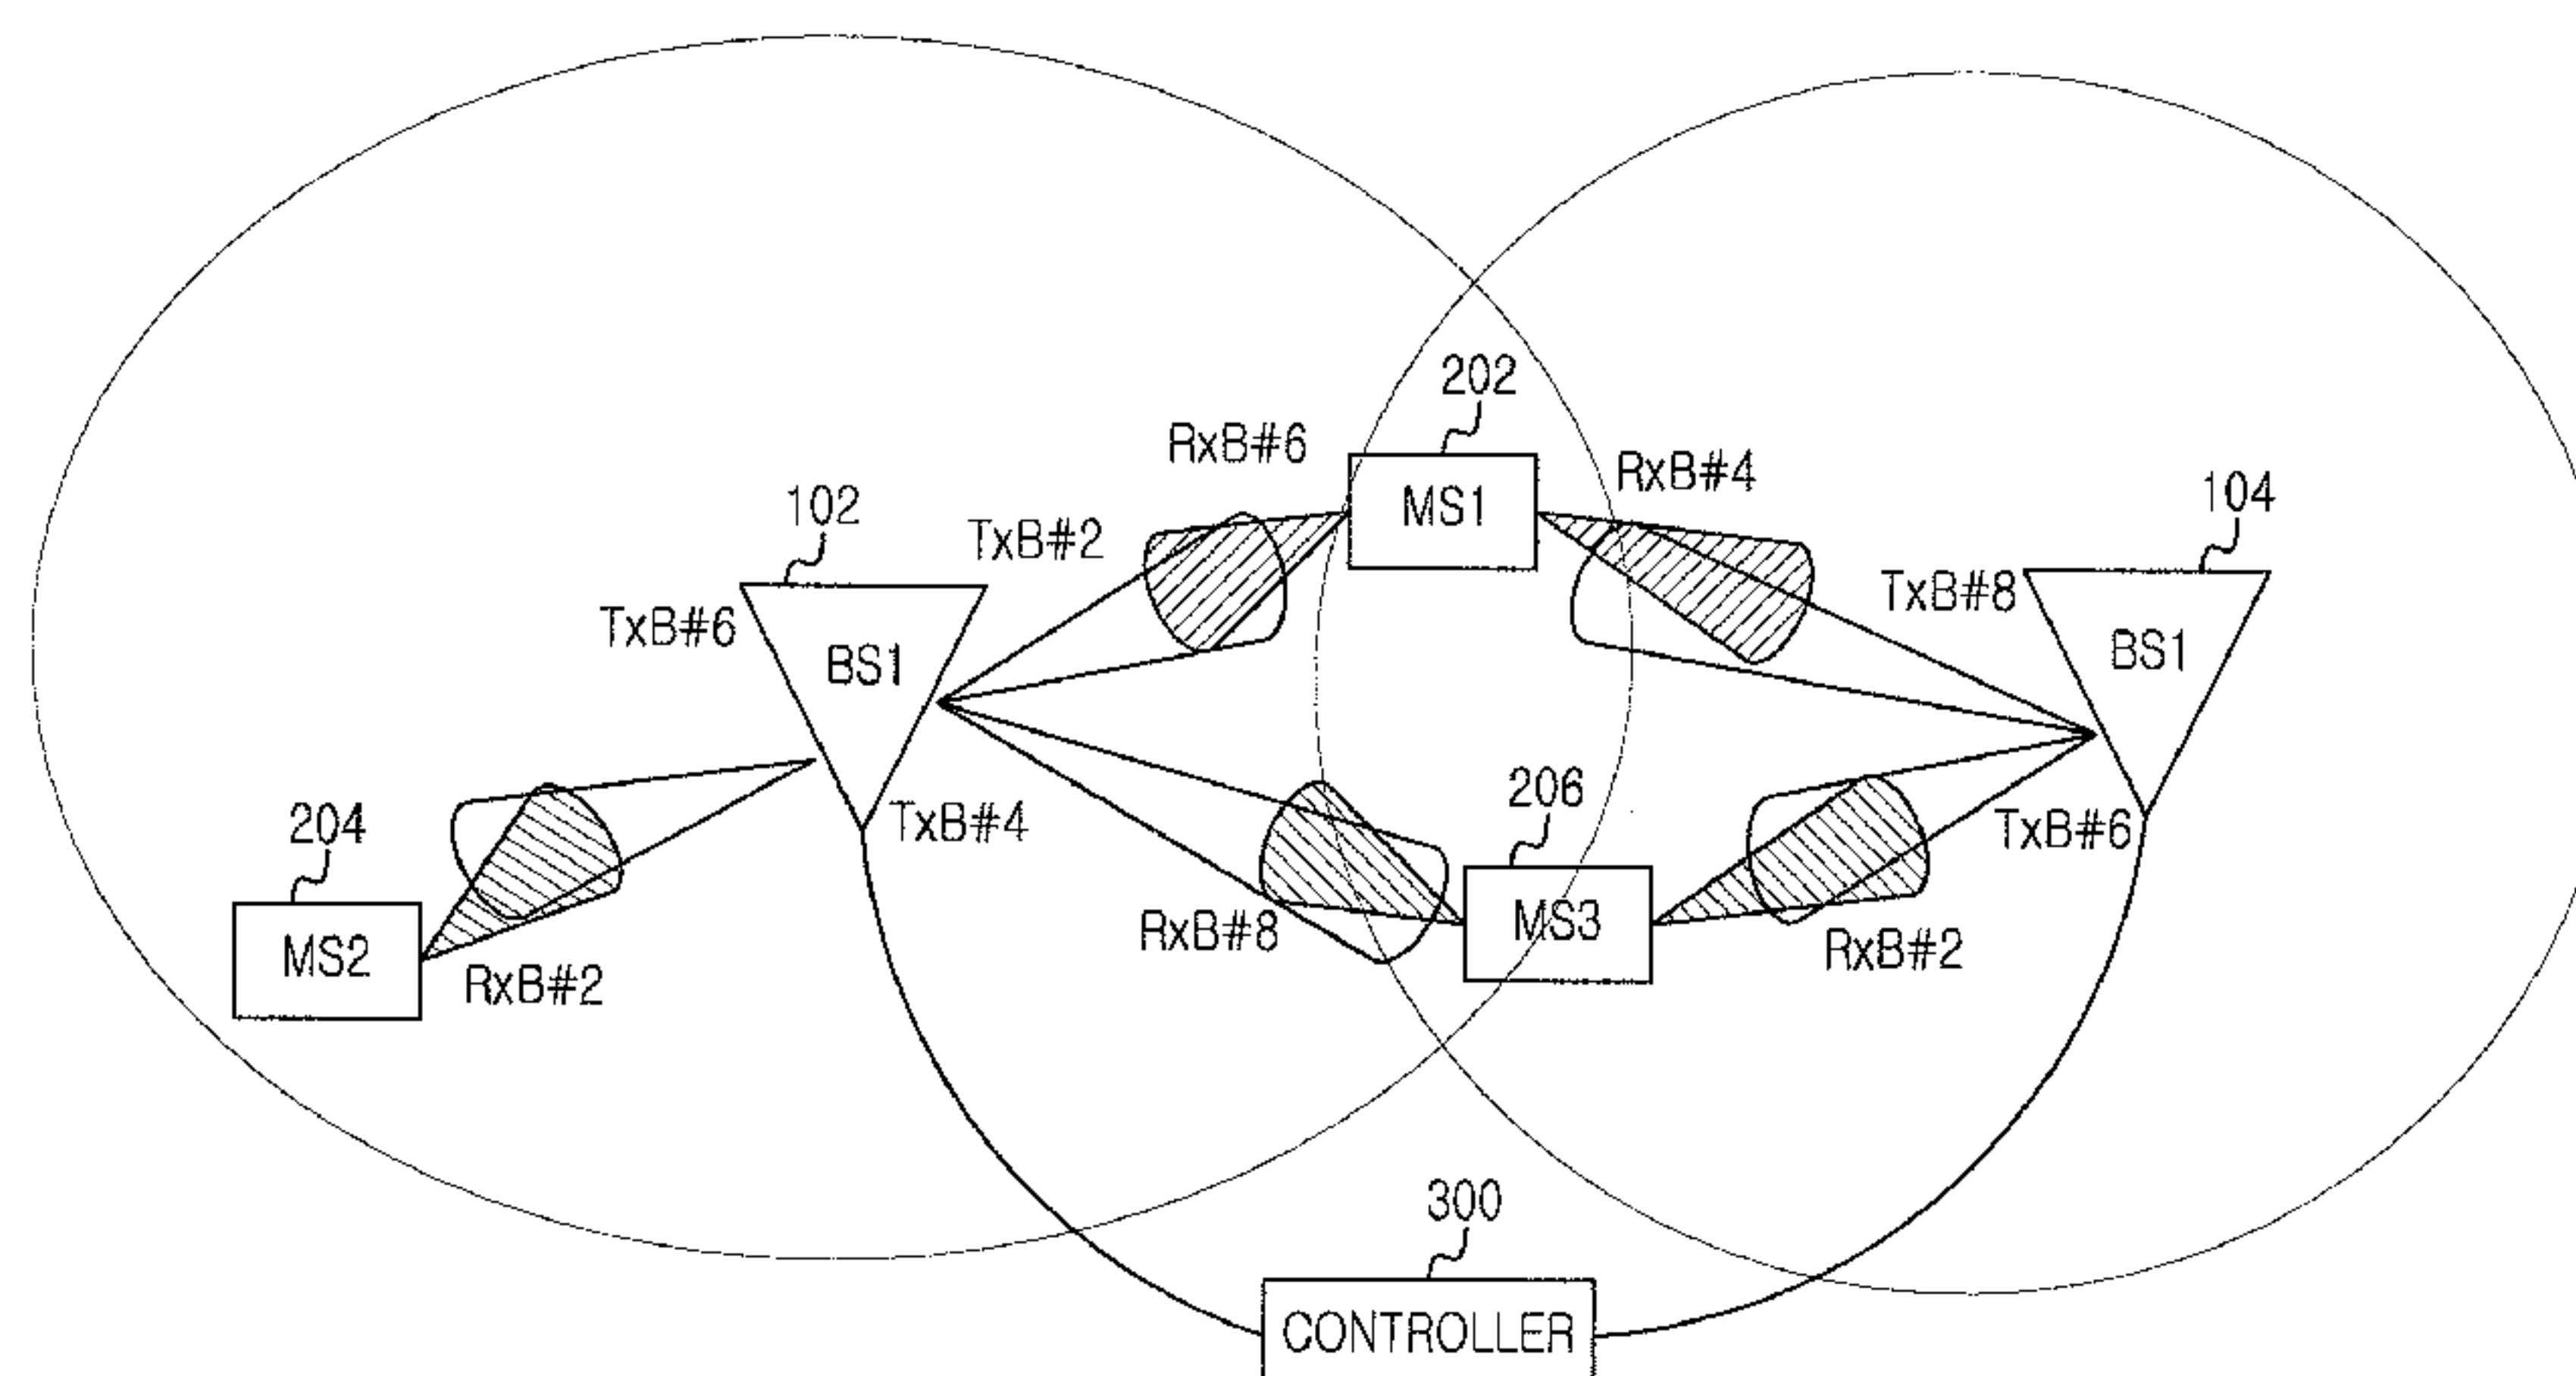 202
RxB#6
RxB#4
102
MS1
104
TxB#2
TxB#8
TxB#6
BS1
BS1
204
TxB#4
206
TxB#6
MS2
RxB#8
MS3
RxB#2
RxB#2
300
CONTROLLER